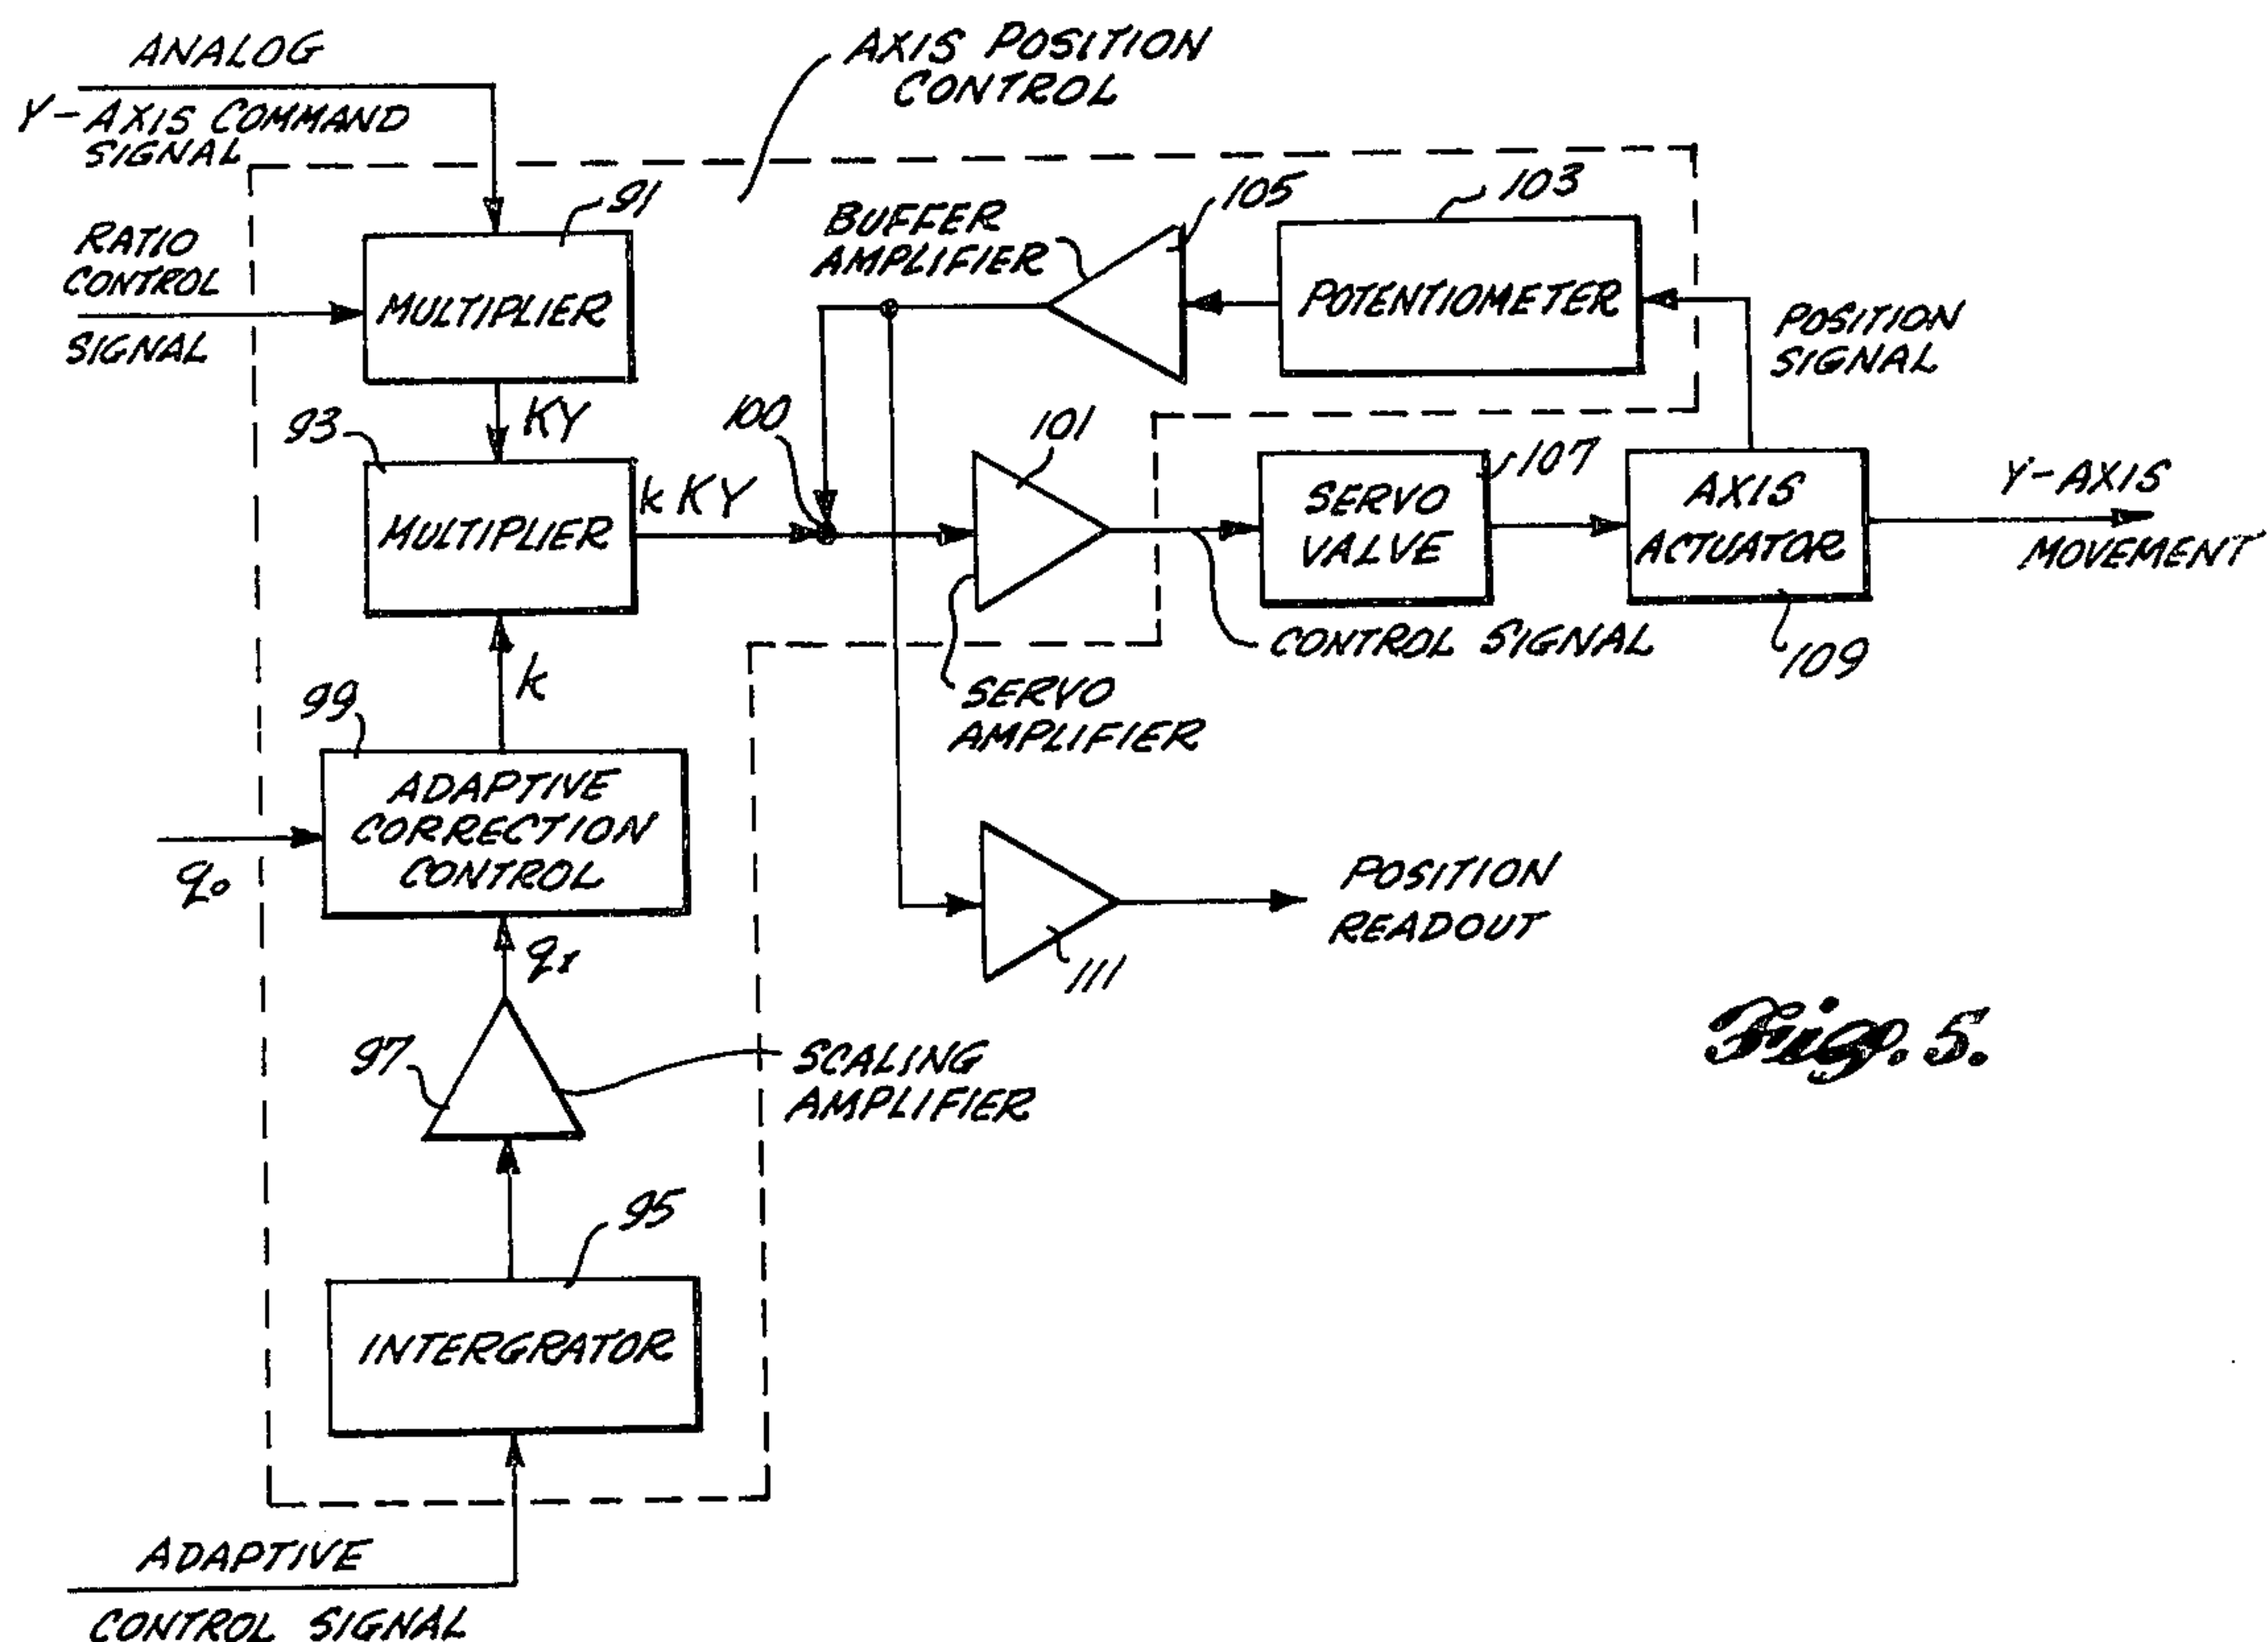 ANALOG
Y-AXIS COMMAND
SIGNAL
AXIS POSITION
CONTROL
RATIO
CONTROL
SIGNAL
91
MULTIPLIER
BUFFER
AMPLIFIER
105
103
POTENTIOMETER
POSITION
SIGNAL
KY
93
MULTIPLIER
k KY
100
101
SERVO
VALVE
107
AXIS
ACTUATOR
109
Y-AXIS
MOVEMENT
CONTROL SIGNAL
SERVO
AMPLIFIER
k
99
ADAPTIVE
CORRECTION
CONTROL
q₀
q₁
97
SCALING
AMPLIFIER
111
POSITION
READOUT
Fig. 5.
95
INTERGRATOR
ADAPTIVE
CONTROL SIGNAL